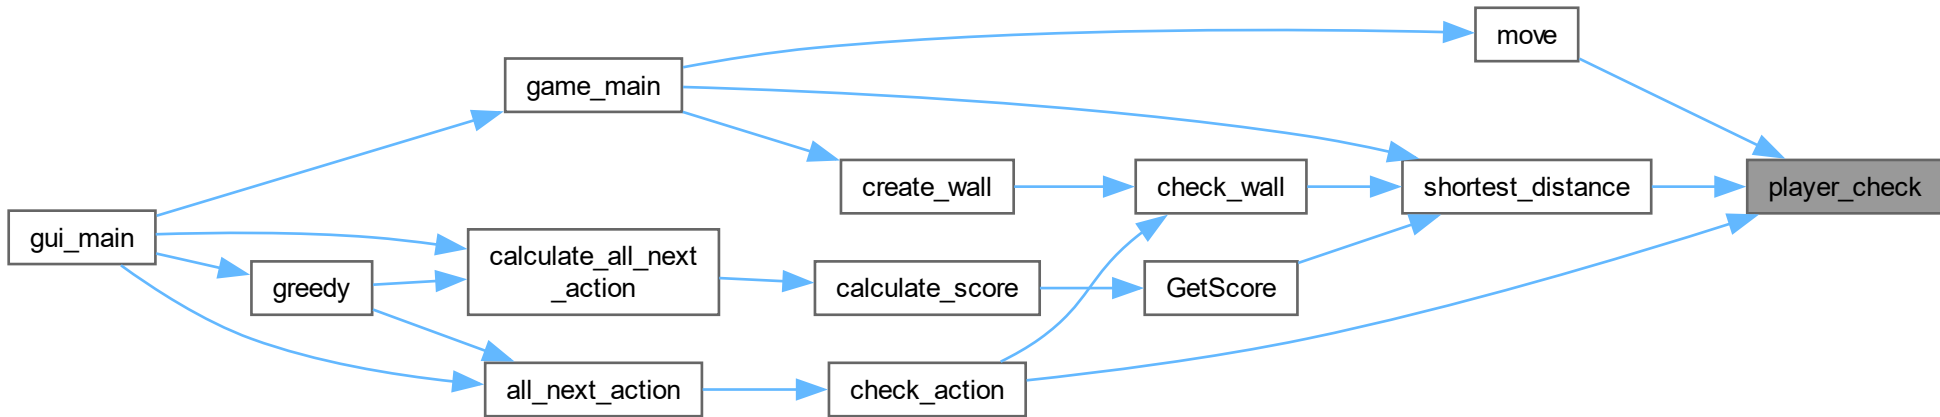 move
game_main
create_wall
check_wall
shortest_distance
player_check
gui_main
calculate_all_next
_action
greedy
calculate_score
GetScore
all_next_action
check_action